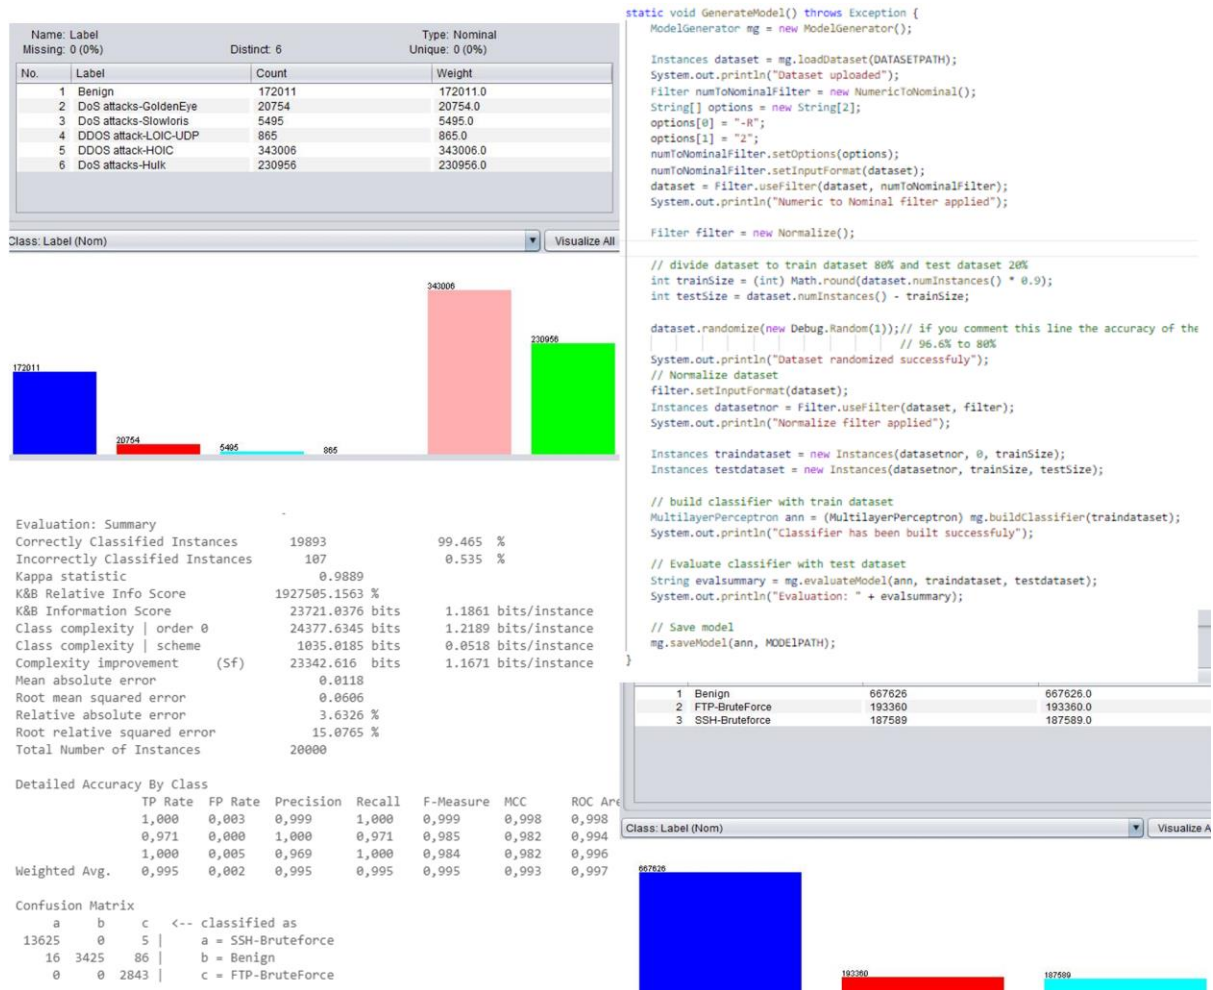 Name: Label Type: Nominal
Missing: 0 (0%) Distinct: 6 Unique: 0 (0%)
No. Label Count Weight
1 Benign 172011 172011.0
2 DoS attacks-GoldenEye 20754 20754.0
3 DoS attacks-Slowloris 5495 5495.0
4 DDOS attack-LOIC-UDP 865 865.0
5 DDOS attack-HOIC 343006 343006.0
6 DoS attacks-Hulk 230956 230956.0
Class: Label (Nom) Visualize All
343006
230956
172011
20754
5495
865
static void GenerateModel() throws Exception {
ModelGenerator mg = new ModelGenerator();
Instances dataset = mg.loadDataset(DATASETPATH);
System.out.println("Dataset uploaded");
Filter numToNominalFilter = new NumericToNominal();
String[] options = new String[2];
options[0] = "-R";
options[1] = "2";
numToNominalFilter.setOptions(options);
numToNominalFilter.setInputFormat(dataset);
dataset = Filter.useFilter(dataset, numToNominalFilter);
System.out.println("Numeric to Nominal filter applied");
Filter filter = new Normalize();
// divide dataset to train dataset 80% and test dataset 20%
int trainSize = (int) Math.round(dataset.numInstances() * 0.9);
int testSize = dataset.numInstances() - trainSize;
dataset.randomize(new Debug.Random(1));// if you comment this line the accuracy of the
// 96.6% to 80%
System.out.println("Dataset randomized successfuly");
// Normalize dataset
filter.setInputFormat(dataset);
Instances datasetnor = Filter.useFilter(dataset, filter);
System.out.println("Normalize filter applied");
Instances traindataset = new Instances(datasetnor, 0, trainSize);
Instances testdataset = new Instances(datasetnor, trainSize, testSize);
// build classifier with train dataset
MultilayerPerceptron ann = (MultilayerPerceptron) mg.buildClassifier(traindataset);
System.out.println("Classifier has been built successfuly");
// Evaluate classifier with test dataset
String evalsummary = mg.evaluateModel(ann, traindataset, testdataset);
System.out.println("Evaluation: " + evalsummary);
// Save model
mg.saveModel(ann, MODElPATH);
}
Evaluation: Summary
Correctly Classified Instances 19893 99.465 %
Incorrectly Classified Instances 107 0.535 %
Kappa statistic 0.9889
K&B Relative Info Score 1927505.1563 %
K&B Information Score 23721.0376 bits 1.1861 bits/instance
Class complexity | order 0 24377.6345 bits 1.2189 bits/instance
Class complexity | scheme 1035.0185 bits 0.0518 bits/instance
Complexity improvement (Sf) 23342.616 bits 1.1671 bits/instance
Mean absolute error 0.0118
Root mean squared error 0.0606
Relative absolute error 3.6326 %
Root relative squared error 15.0765 %
Total Number of Instances 20000
Detailed Accuracy By Class
TP Rate FP Rate Precision Recall F-Measure MCC ROC Are
1,000 0,003 0,999 1,000 0,999 0,998 0,998
0,971 0,000 1,000 0,971 0,985 0,982 0,994
1,000 0,005 0,969 1,000 0,984 0,982 0,996
Weighted Avg. 0,995 0,002 0,995 0,995 0,995 0,993 0,997
Confusion Matrix
a b c <-- classified as
13625 0 5 | a = SSH-Bruteforce
16 3425 86 | b = Benign
0 0 2843 | c = FTP-BruteForce
1 Benign 667626 667626.0
2 FTP-BruteForce 193360 193360.0
3 SSH-Bruteforce 187589 187589.0
Class: Label (Nom) Visualize A
667626
193360
187589